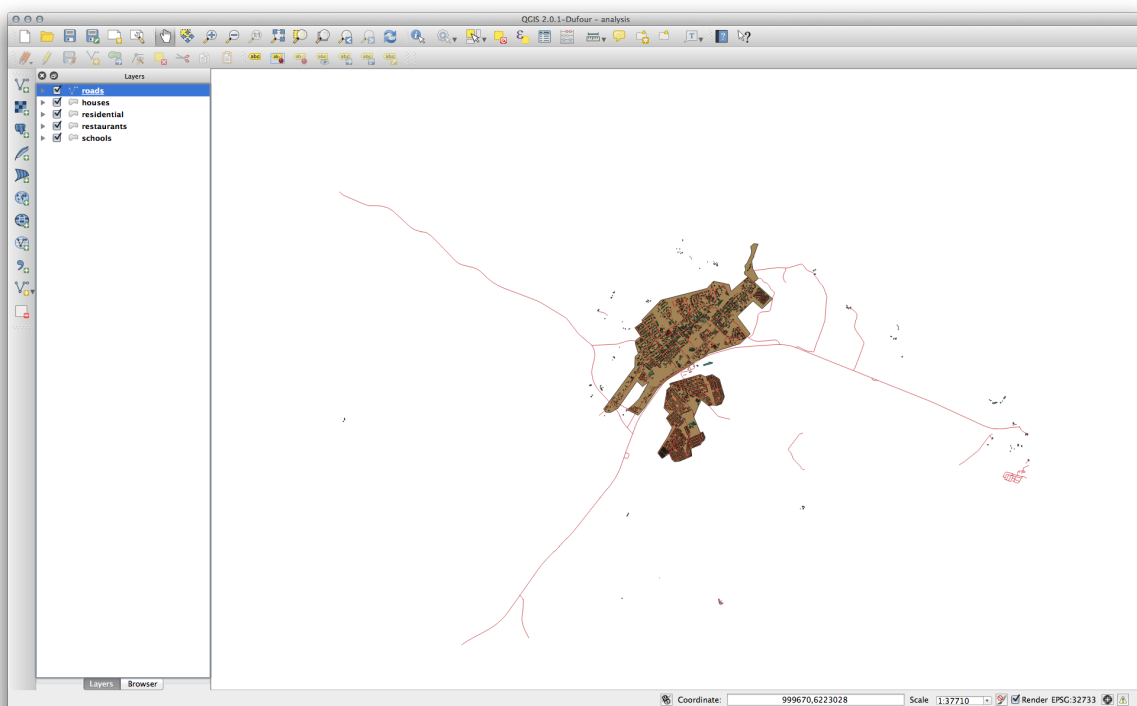 QGIS 2.0.1-Dufour - analysis
Layers
roads
houses
residential
restaurants
schools
Layers Browser
Coordinate: 999670,6223028 Scale 1:37710 Render EPSG:32733